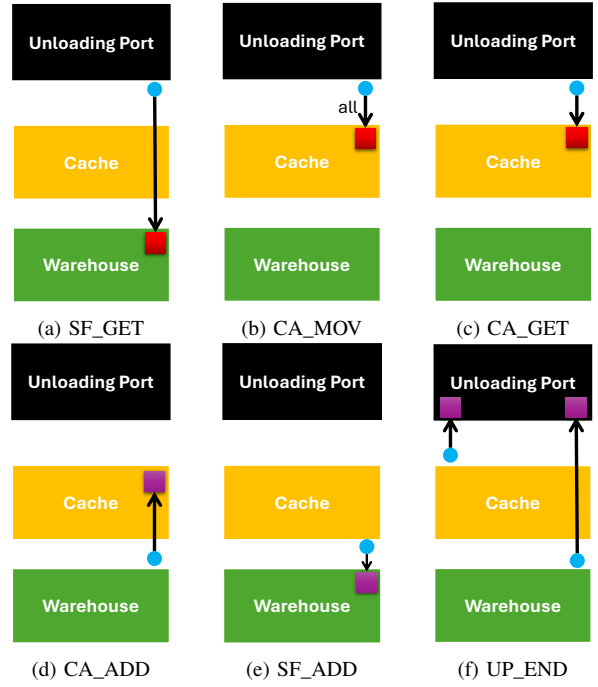 Unloading Port Unloading Port Unloading Port
all
Cache Cache Cache
Warehouse Warehouse Warehouse
(a) SF_GET (b) CA_MOV (c) CA_GET
Unloading Port Unloading Port Unloading Port
Cache Cache Cache
Warehouse Warehouse Warehouse
(d) CA_ADD (e) SF_ADD (f) UP_END